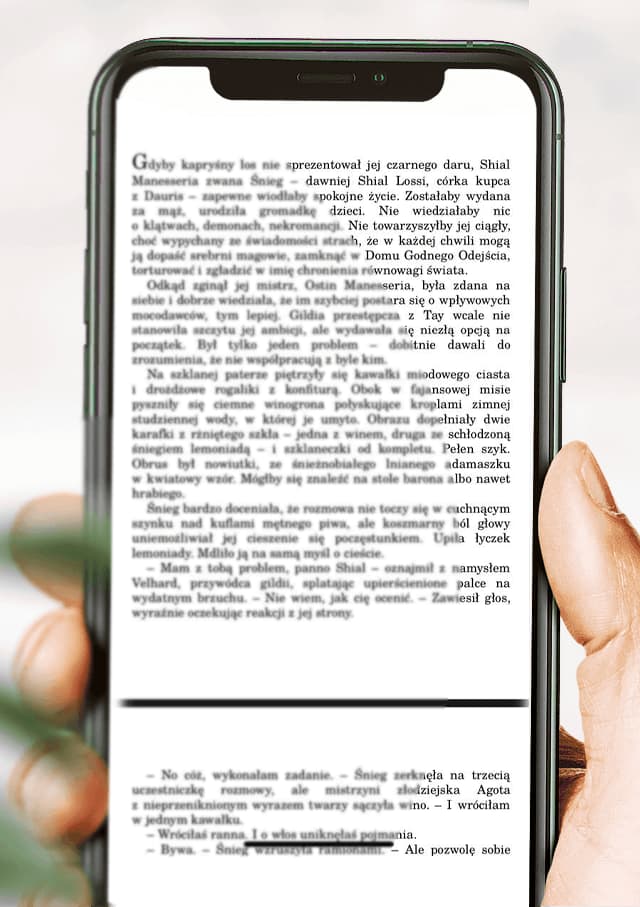 Gdyby kapryśny los nie sprezentował jej czarnego daru, Shial
Manesseria zwana Śnieg – dawniej Shial Lossi, córka kupca
z Dauris – zapewne wiodłaby spokojne życie. Zostałaby wydana
za mąż, urodziła gromadkę dzieci. Nie wiedziałaby nic
o klątwach, demonach, nekromancji. Nie towarzyszyłby jej ciągły,
choć wypychany ze świadomości strach, że w każdej chwili mogą
ją dopaść srebrni magowie, zamknąć w Domu Godnego Odejścia,
torturować i zgładzić w imię chronienia równowagi świata.
Odkąd zginął jej mistrz, Ostin Manesseria, była zdana na
siebie i dobrze wiedziała, że im szybciej postara się o wpływowych
mocodawców, tym lepiej. Gildia przestępcza z Tay wcale nie
stanowiła szczytu jej ambicji, ale wydawała się niezłą opcją na
początek. Był tylko jeden problem – dobitnie dawali do
zrozumienia, że nie współpracują z byle kim.
Na szklanej paterze piętrzyły się kawałki miodowego ciasta
i drożdżowe rogaliki z konfiturą. Obok w fajansowej misie
pyszniły się ciemne winogrona połyskujące kroplami zimnej
studziennej wody, w której je umyto. Obrazu dopełniały dwie
karafki z rżniętego szkła – jedna z winem, druga ze schłodzoną
śniegiem lemoniadą – i szklaneczki od kompletu. Pełen szyk.
Obrus był nowiutki, ze śnieżnobiałego lnianego adamaszku
w kwiatowy wzór. Mógłby się znaleźć na stole barona albo nawet
hrabiego.
Śnieg bardzo doceniała, że rozmowa nie toczy się w cuchnącym
szynku nad kuflami mętnego piwa, ale koszmarny ból głowy
uniemożliwiał jej cieszenie się poczęstunkiem. Upiła łyczek
lemoniady. Mdliło ją na samą myśl o cieście.
– Mam z tobą problem, panno Shial – oznajmił z namysłem
Velhard, przywódca gildii, splatając upierścienione palce na
wydatnym brzuchu. – Nie wiem, jak cię ocenić. – Zawiesił głos,
wyraźnie oczekując reakcji z jej strony.
– No cóż, wykonałam zadanie. – Śnieg zerknęła na trzecią
uczestniczkę rozmowy, ale mistrzyni złodziejska Agota
z nieprzeniknionym wyrazem twarzy sączyła wino. – I wróciłam
w jednym kawałku.
– Wróciłaś ranna. I o włos uniknęłaś pojmania.
– Bywa. – Śnieg wzruszyła ramionami. – Ale pozwolę sobie